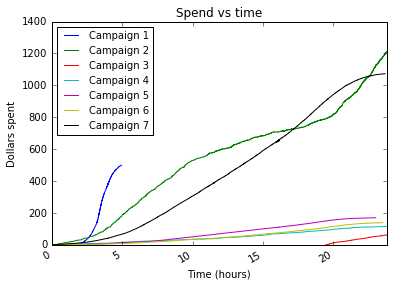 Spend vs time
Campaign 1
Campaign 2
Campaign 3
Campaign 4
Campaign 5
Campaign 6
Campaign 7
Dollars spent
1400
1200
1000
800
600
400
200
0
0
5
10
15
20
Time (hours)